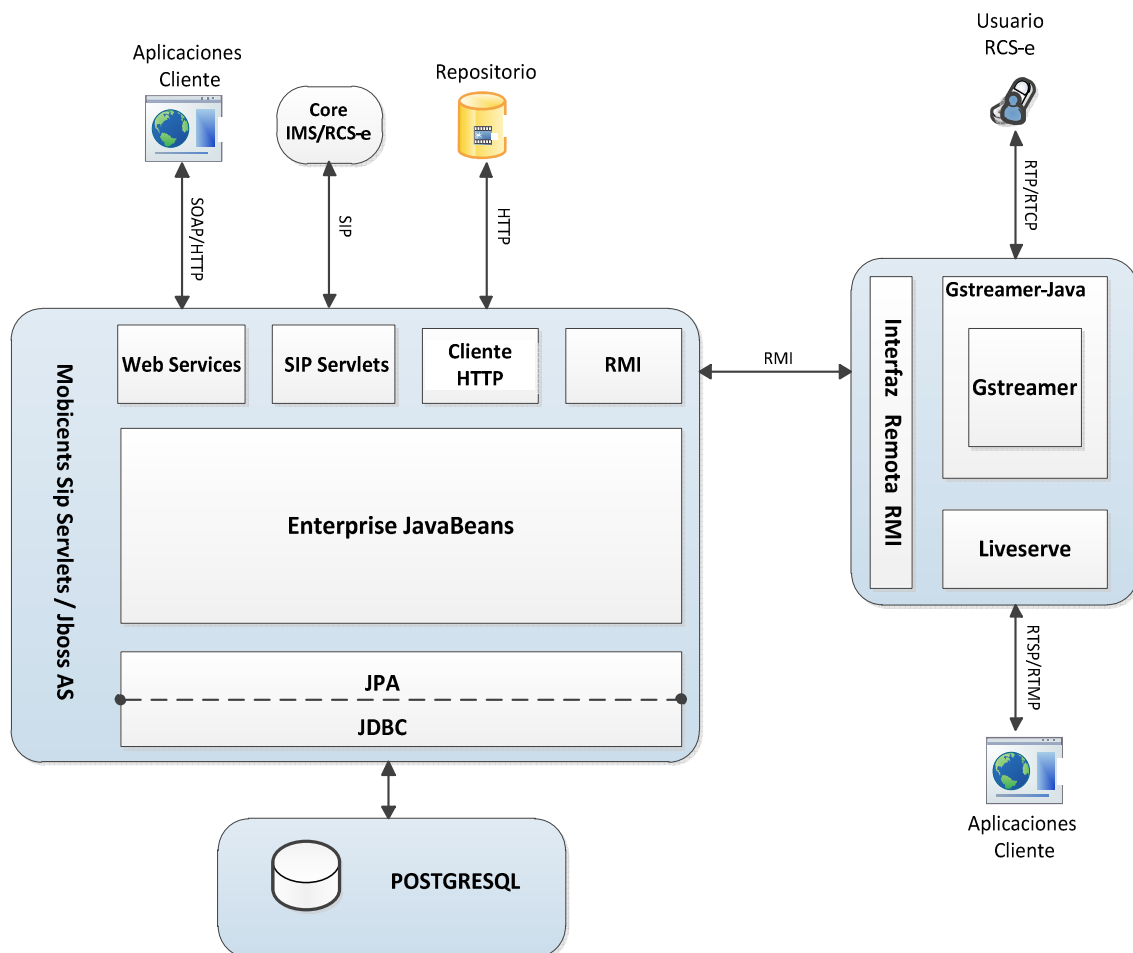 Aplicaciones
Cliente
Core
IMS/RCS-e
Repositorio
Usuario
RCS-e
SOAP/HTTP
SIP
HTTP
RTP/RTCP
Mobicents Sip Servlets / Jboss AS
Web Services
SIP Servlets
Cliente
HTTP
RMI
Enterprise JavaBeans
JPA
JDBC
RMI
Interfaz Remota RMI
Gstreamer-Java
Gstreamer
Liveserve
RTSP/RTMP
Aplicaciones
Cliente
POSTGRESQL